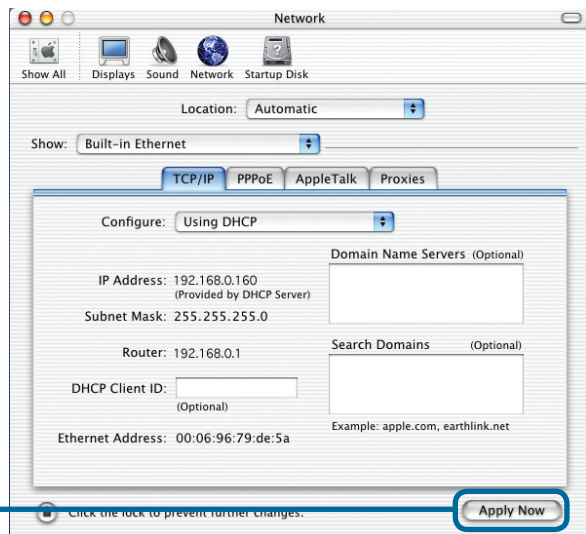 Network
Show All Displays Sound Network Startup Disk
Location: Automatic
Show: Built-in Ethernet
TCP/IP PPPoE AppleTalk Proxies
Configure: Using DHCP
Domain Name Servers (Optional)
IP Address: 192.168.0.160
(Provided by DHCP Server)
Subnet Mask: 255.255.255.0
Router: 192.168.0.1
Search Domains (Optional)
DHCP Client ID:
(Optional)
Example: apple.com, earthlink.net
Ethernet Address: 00:06:96:79:de:5a
Click the lock to prevent further changes.
Apply Now